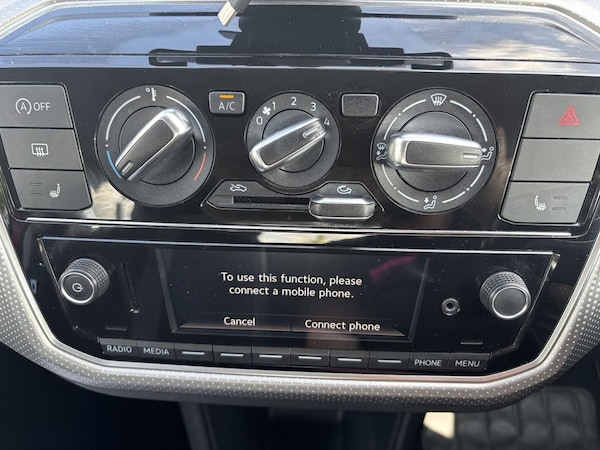 A OFF
°
A/C
0 1 2 3 4
To use this function, please
connect a mobile phone.
Cancel Connect phone
RADIO MEDIA PHONE MENU